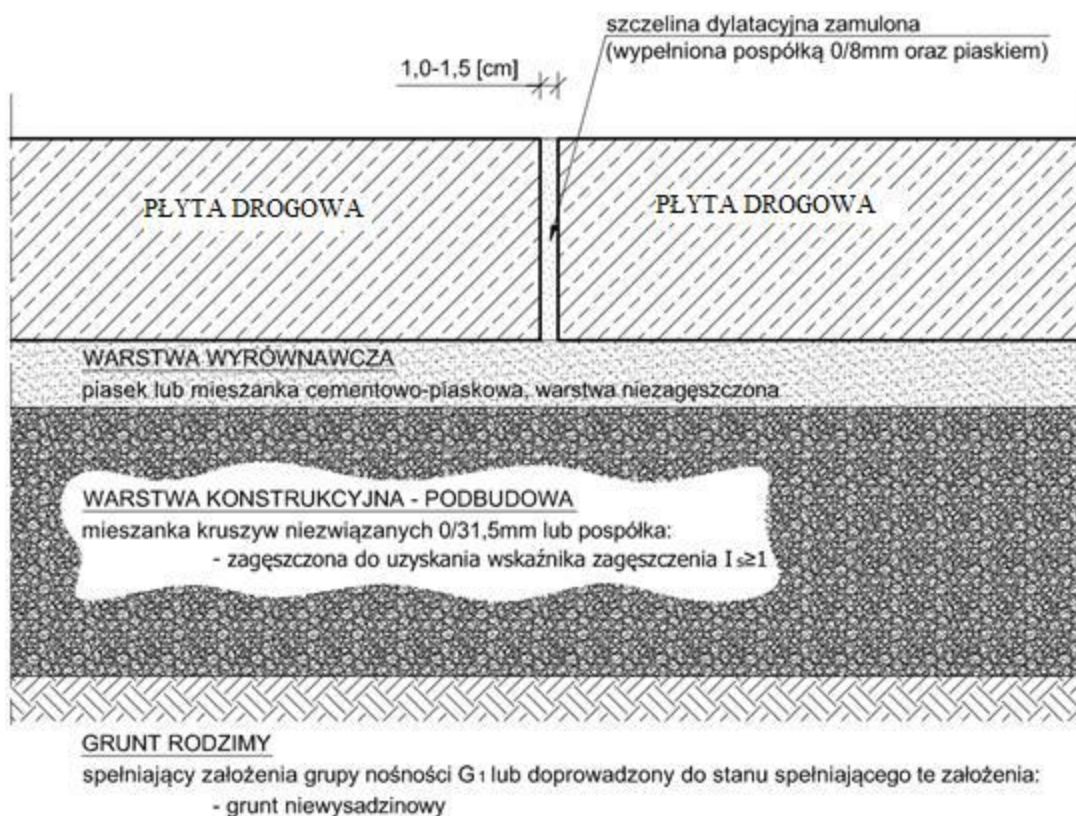 szczelina dylatacyjna zamulona
(wypełniona pospółką 0/8mm oraz piaskiem)
1,0-1,5 [cm]
PŁYTA DROGOWA
PŁYTA DROGOWA
WARSTWA WYRÓWNAWCZA
piasek lub mieszanka cementowo-piaskowa, warstwa niezagęszczona
WARSTWA KONSTRUKCYJNA - PODBUDOWA
mieszanka kruszyw niezwiązanych 0/31,5mm lub pospółka:
- zagęszczona do uzyskania wskaźnika zagęszczenia Is≥1
GRUNT RODZIMY
spełniający założenia grupy nośności G1 lub doprowadzony do stanu spełniającego te założenia:
- grunt niewysadzinowy